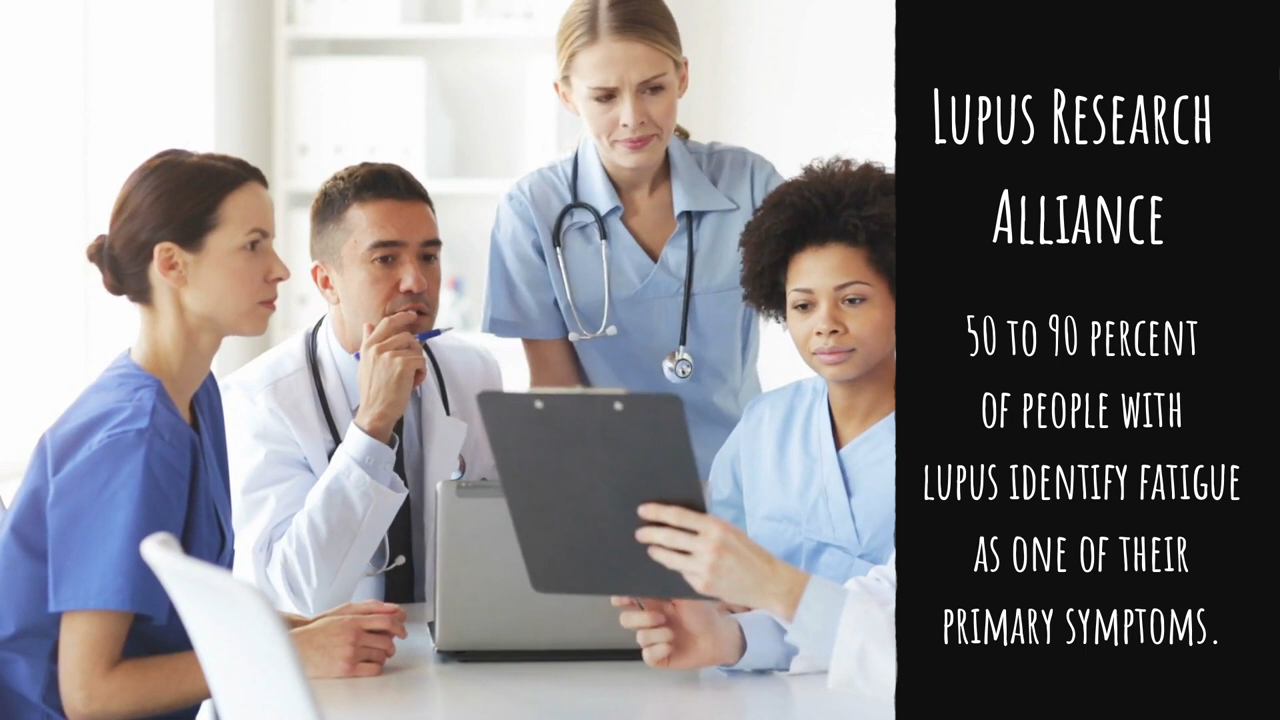 Lupus Research
Alliance
50 to 90 percent
of people with
lupus identify fatigue
as one of their
primary symptoms.